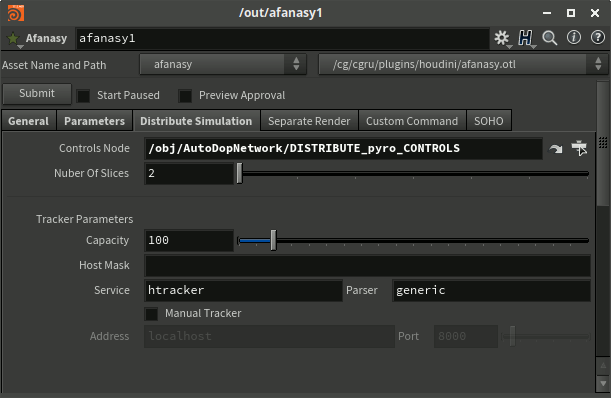 /out/afanasy1
Afanasy afanasy1
Asset Name and Path afanasy /cg/cgru/plugins/houdini/afanasy.otl
Submit Start Paused Preview Approval
General Parameters Distribute Simulation Separate Render Custom Command SOHO
Controls Node /obj/AutoDopNetwork/DISTRIBUTE_pyro_CONTROLS
Nuber Of Slices 2
Tracker Parameters
Capacity 100
Host Mask
Service htracker Parser generic
Manual Tracker
Address localhost Port 8000